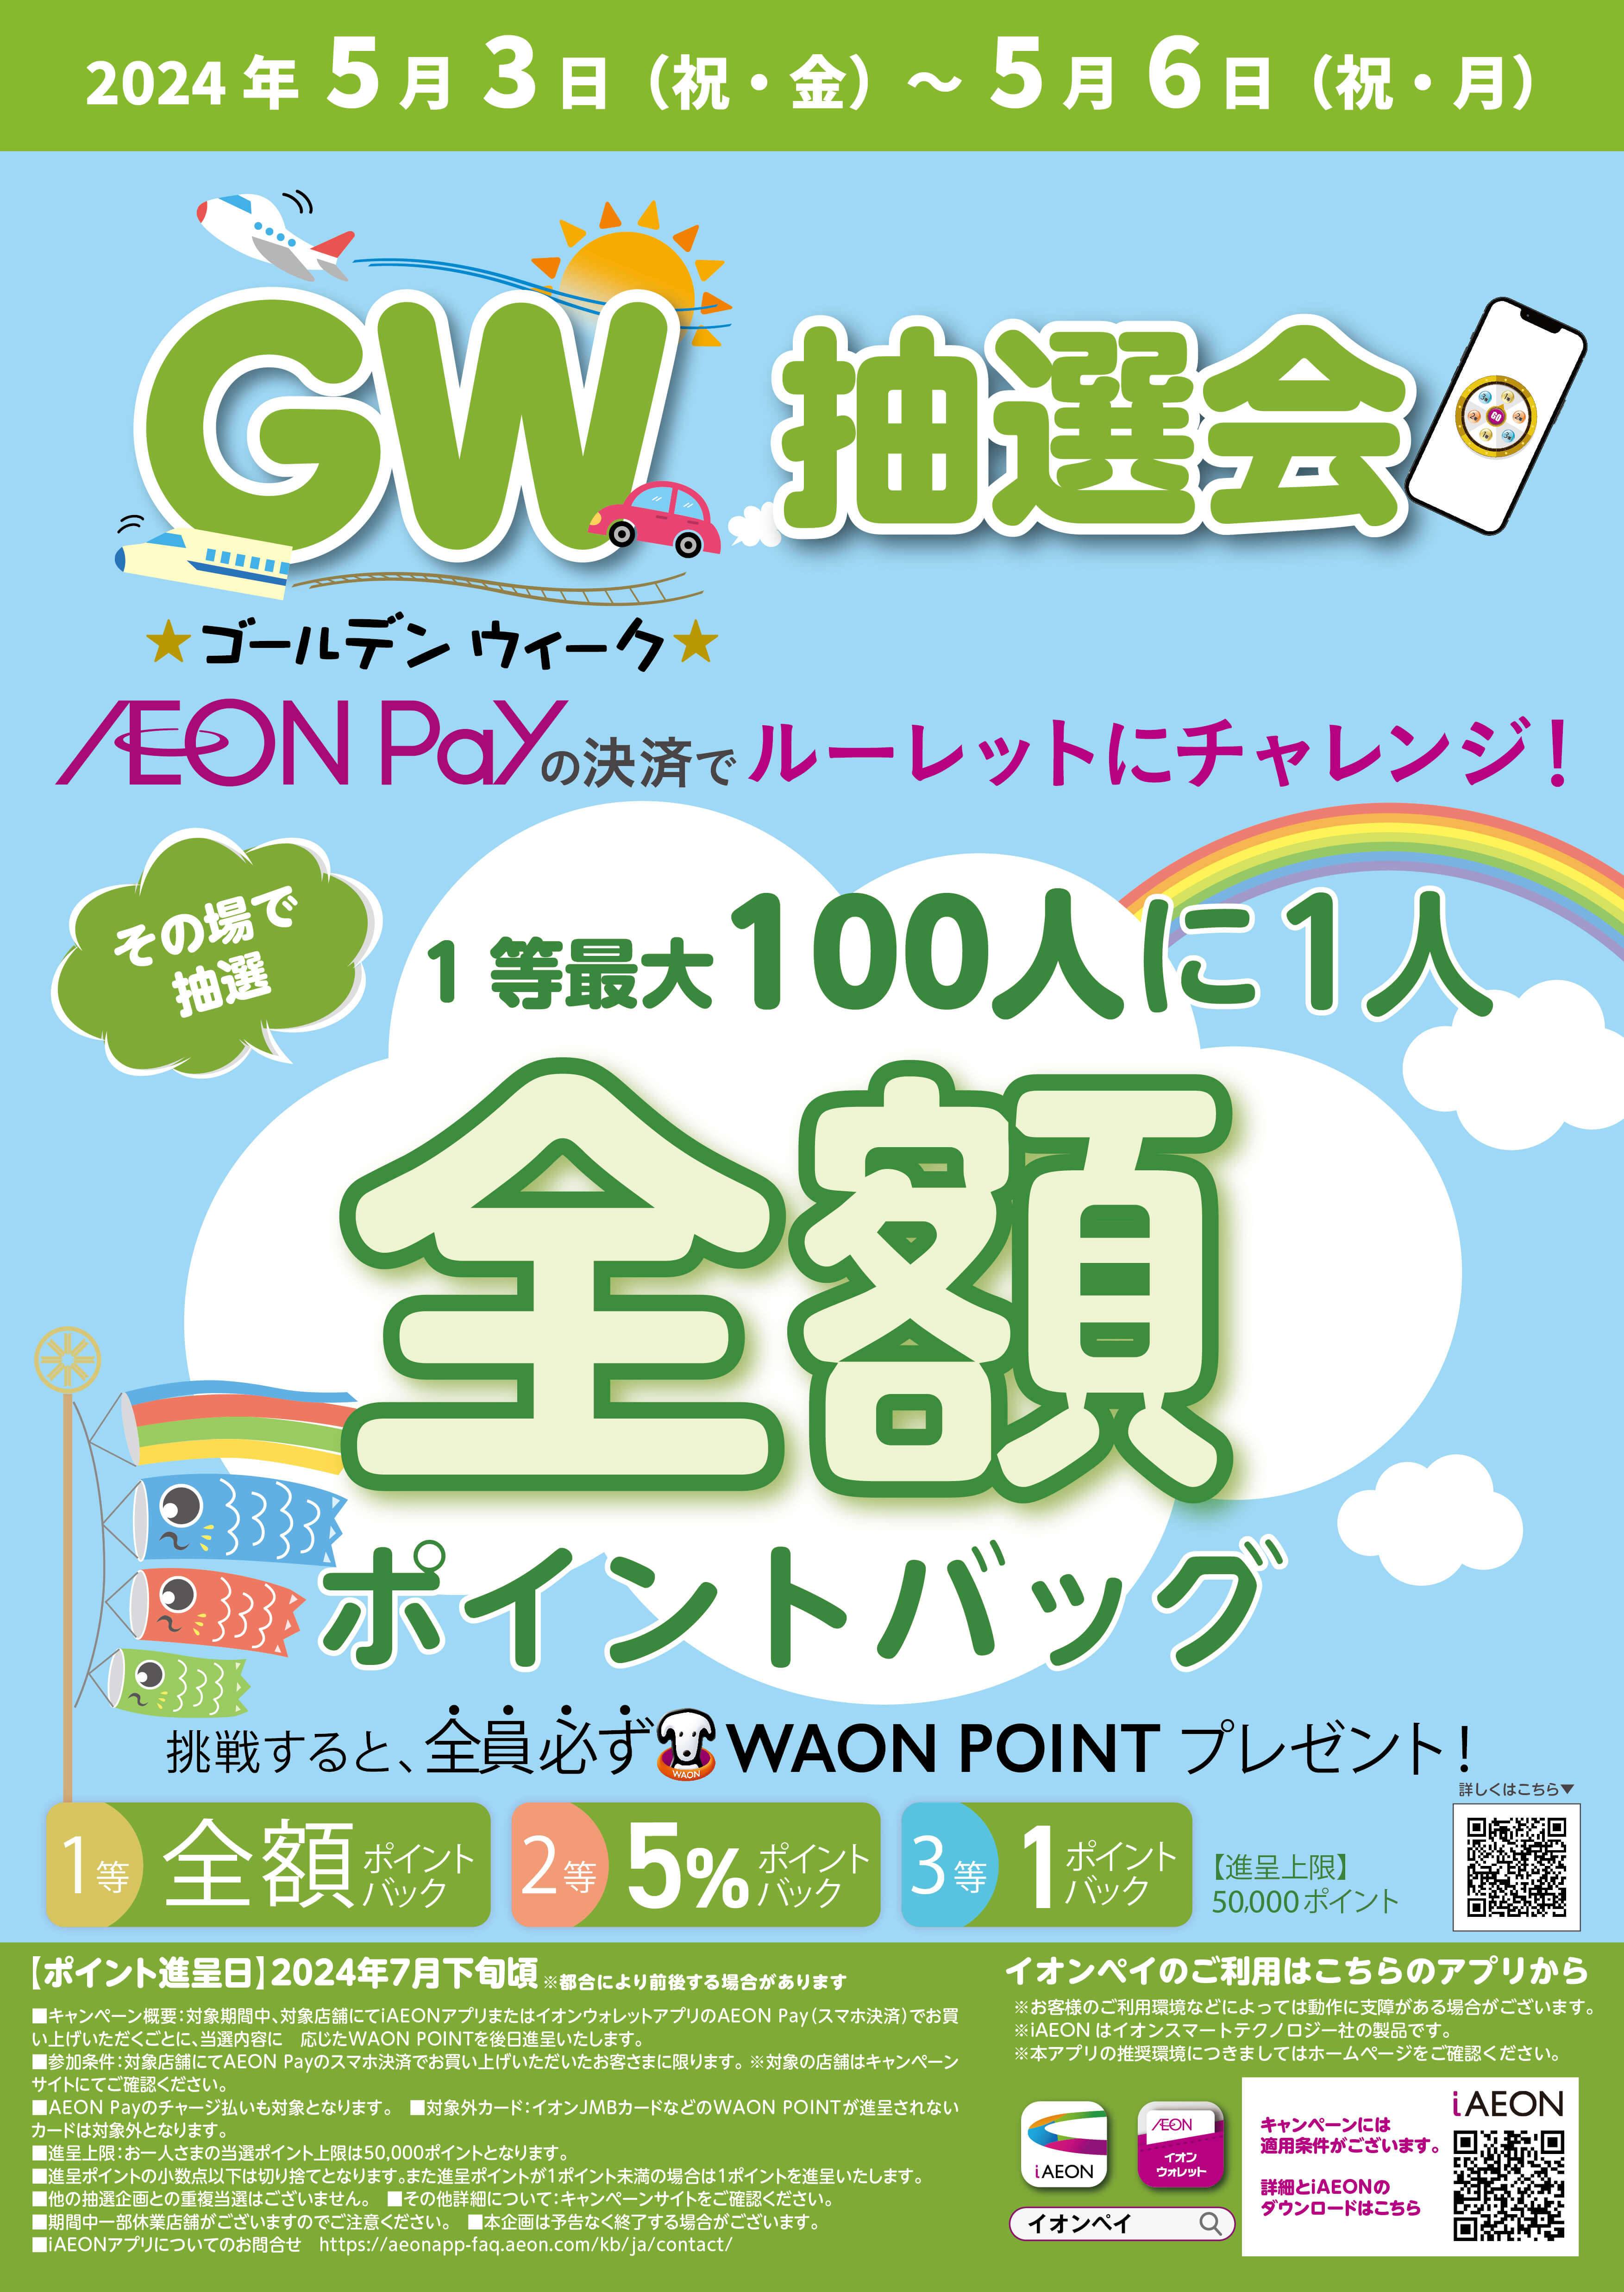 2024年 5月3日（祝・金）～5月6日（祝・月）
GW 抽選会
GO
★ゴールデン ウィーク★
ÆON Payの決済でルーレットにチャレンジ！
その場で
抽選
1等最大100人に1人
全額
ポイントバッグ
挑戦すると、全員必ず WAON WAON POINT プレゼント！
詳しくはこちら▼
1等 全額 ポイントバック
2等 5% ポイントバック
3等 1 ポイントバック
【進呈上限】
50,000ポイント
【ポイント進呈日】2024年7月下旬頃 ※都合により前後する場合があります
■キャンペーン概要：対象期間中、対象店舗にてiAEONアプリまたはイオンウォレットアプリのAEON Pay（スマホ決済）でお買
い上げいただくごとに、当選内容に　応じたWAON POINTを後日進呈いたします。
■参加条件：対象店舗にてAEON Payのスマホ決済でお買い上げいただいたお客さまに限ります。※対象の店舗はキャンペーン
サイトにてご確認ください。
■AEON Payのチャージ払いも対象となります。　■対象外カード：イオンJMBカードなどのWAON POINTが進呈されない
カードは対象外となります。
■進呈上限：お一人さまの当選ポイント上限は50,000ポイントとなります。
■進呈ポイントの小数点以下は切り捨てとなります。また進呈ポイントが1ポイント未満の場合は1ポイントを進呈いたします。
■他の抽選企画との重複当選はございません。　■その他詳細について：キャンペーンサイトをご確認ください。
■期間中一部休業店舗がございますのでご注意ください。　■本企画は予告なく終了する場合がございます。
■iAEONアプリについてのお問合せ　https://aeonapp-faq.aeon.com/kb/ja/contact/
イオンペイのご利用はこちらのアプリから
※お客様のご利用環境などによっては動作に支障がある場合がございます。
※iAEON はイオンスマートテクノロジー社の製品です。
※本アプリの推奨環境につきましてはホームページをご確認ください。
iAEON
ÆON
イオン
ウォレット
イオンペイ
キャンペーンには
適用条件がございます。
詳細とiAEONの
ダウンロードはこちら
iAEON